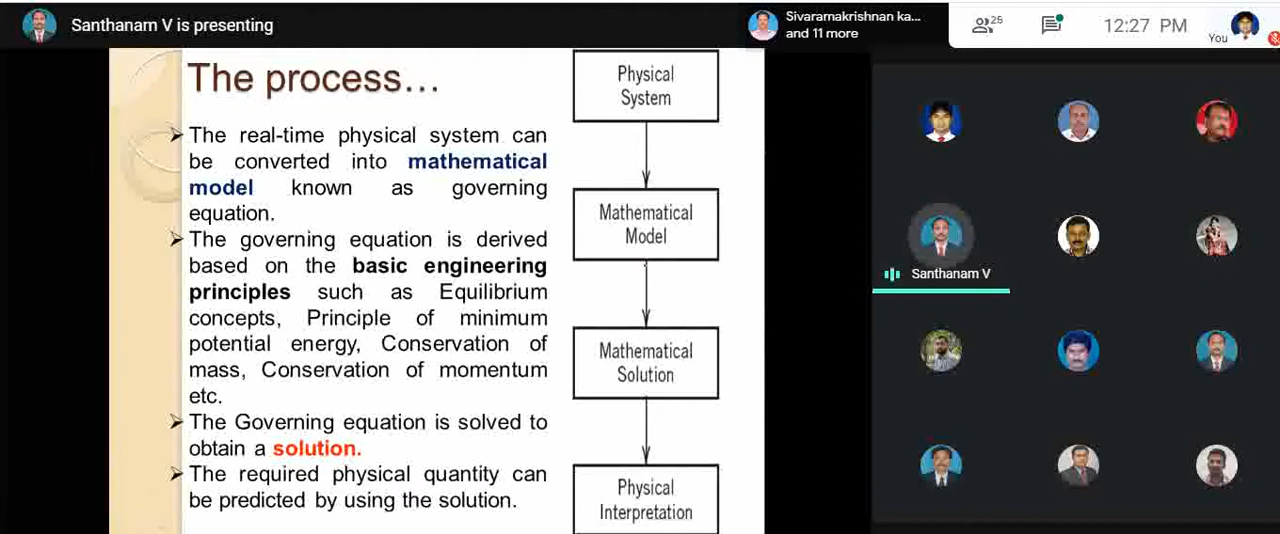 Santhanam V is presenting
Sivaramakrishnan ka...
and 11 more
25
12:27 PM
You
The process...
The real-time physical system can
be converted into mathematical
model known as governing
equation.
The governing equation is derived
based on the basic engineering
principles such as Equilibrium
concepts, Principle of minimum
potential energy, Conservation of
mass, Conservation of momentum
etc.
The Governing equation is solved to
obtain a solution.
The required physical quantity can
be predicted by using the solution.
Physical
System
Mathematical
Model
Mathematical
Solution
Physical
Interpretation
Santhanam V